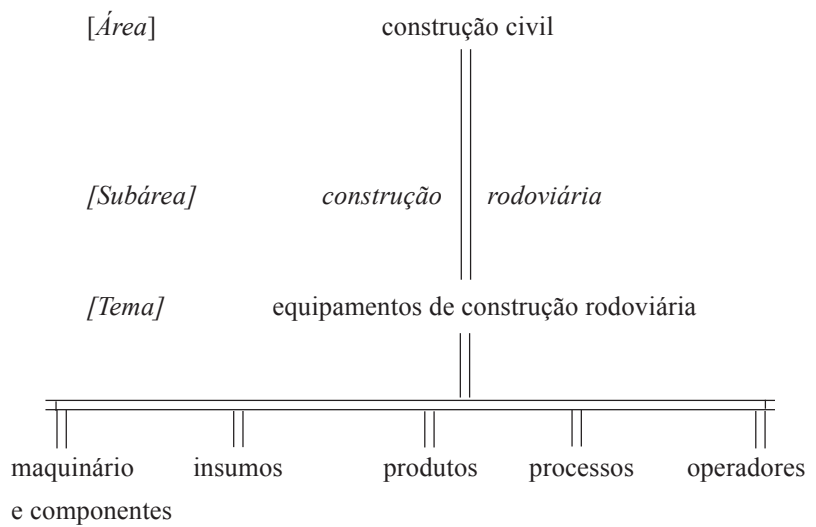 [Área] construção civil
[Subárea] construção rodoviária
[Tema] equipamentos de construção rodoviária
maquinário insumos produtos processos operadores
e componentes